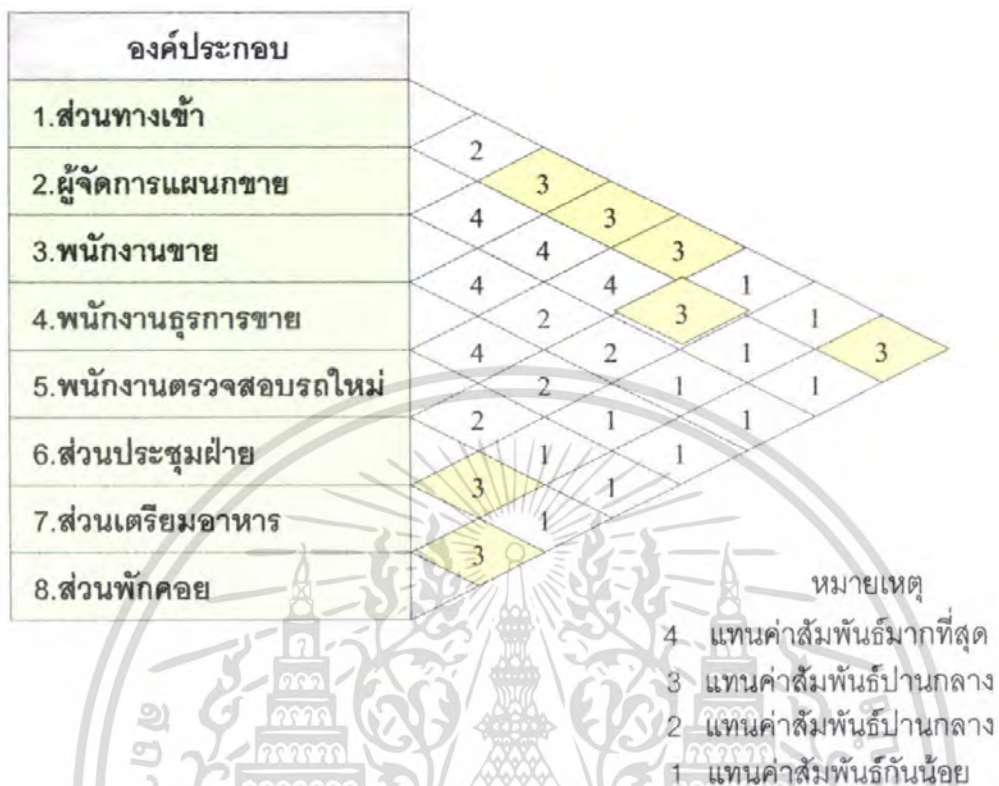 องค์ประกอบ
1.ส่วนทางเข้า
2
2.ผู้จัดการแผนกขาย 3
4 3
3.พนักงานขาย 4 3
4 4 1
4.พนักงานธุรการขาย 2 3 1
4 2 1 3
5.พนักงานตรวจสอบรถใหม่ 2 1 1
2 1 1
6.ส่วนประชุมฝ่าย 1 1
3 1
7.ส่วนเตรียมอาหาร 1
3
8.ส่วนพักคอย
หมายเหตุ
4 แทนค่าสัมพันธ์มากที่สุด
3 แทนค่าสัมพันธ์ปานกลาง
2 แทนค่าสัมพันธ์ปานกลาง
1 แทนค่าสัมพันธ์กันน้อย